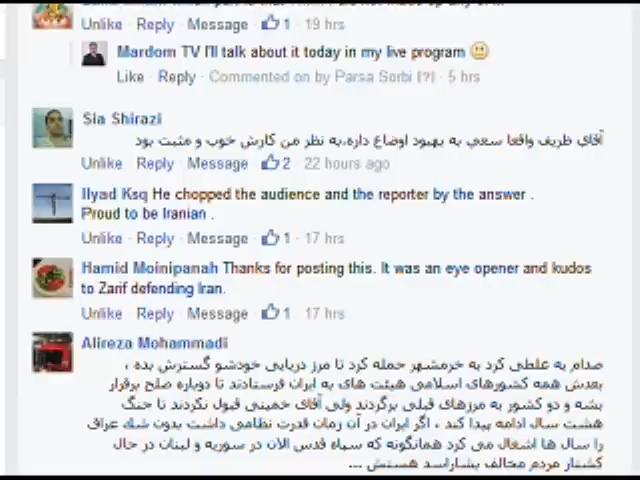 Unlike · Reply · Message · 1 · 19 hrs
Mardom TV I'll talk about it today in my live program
Like · Reply · Commented on by Parsa Sorbi [?] · 5 hrs
Sia Shirazi
آقای ظریف واقعا سعی به بهبود اوضاع داره،به نظر من کارش خوب و مثبت بود
Unlike · Reply · Message · 2 · 22 hours ago
Ilyad Ksq He chopped the audience and the reporter by the answer .
Proud to be Iranian .
Unlike · Reply · Message · 1 · 17 hrs
Hamid Moinipanah Thanks for posting this. It was an eye opener and kudos
to Zarif defending Iran.
Unlike · Reply · Message · 1 · 17 hrs
Alireza Mohammadi
صدام یه غلطی کرد به خرمشهر حمله کرد تا مرز دریایی خودشو گسترش بده ،
بعدش همه کشورهای اسلامی هیئت های به ایران فرستادند تا دوباره صلح برقرار
بشه و دو کشور به مرزهای قبلی برگردند ولی آقای خمینی قبول نکردند تا جنگ
هشت سال ادامه پیدا کند ، اگر ایران در آن زمان قدرت نظامی داشت بدون شک عراق
را سال ها اشغال می کرد همانگونه که سپاه قدس الان در سوریه و لبنان در حال
کشتار مردم مخالف بشاراسد هستش ...